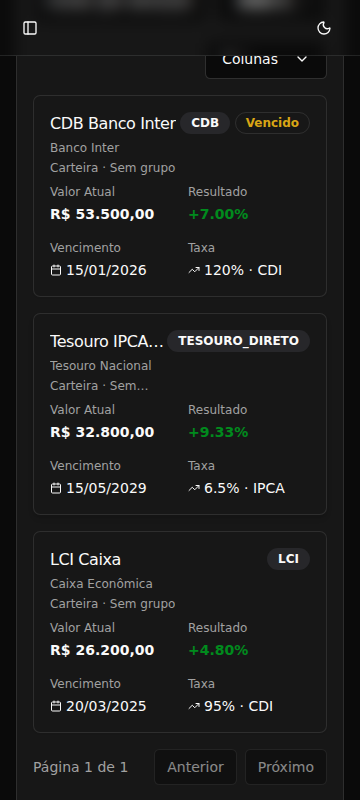 Colunas
CDB Banco Inter CDB Vencido
Banco Inter
Carteira · Sem grupo
Valor Atual Resultado
R$ 53.500,00 +7.00%
Vencimento Taxa
15/01/2026 120% · CDI
Tesouro IPCA... TESOURO_DIRETO
Tesouro Nacional
Carteira · Sem...
Valor Atual Resultado
R$ 32.800,00 +9.33%
Vencimento Taxa
15/05/2029 6.5% · IPCA
LCI Caixa LCI
Caixa Econômica
Carteira · Sem grupo
Valor Atual Resultado
R$ 26.200,00 +4.80%
Vencimento Taxa
20/03/2025 95% · CDI
Página 1 de 1 Anterior Próximo